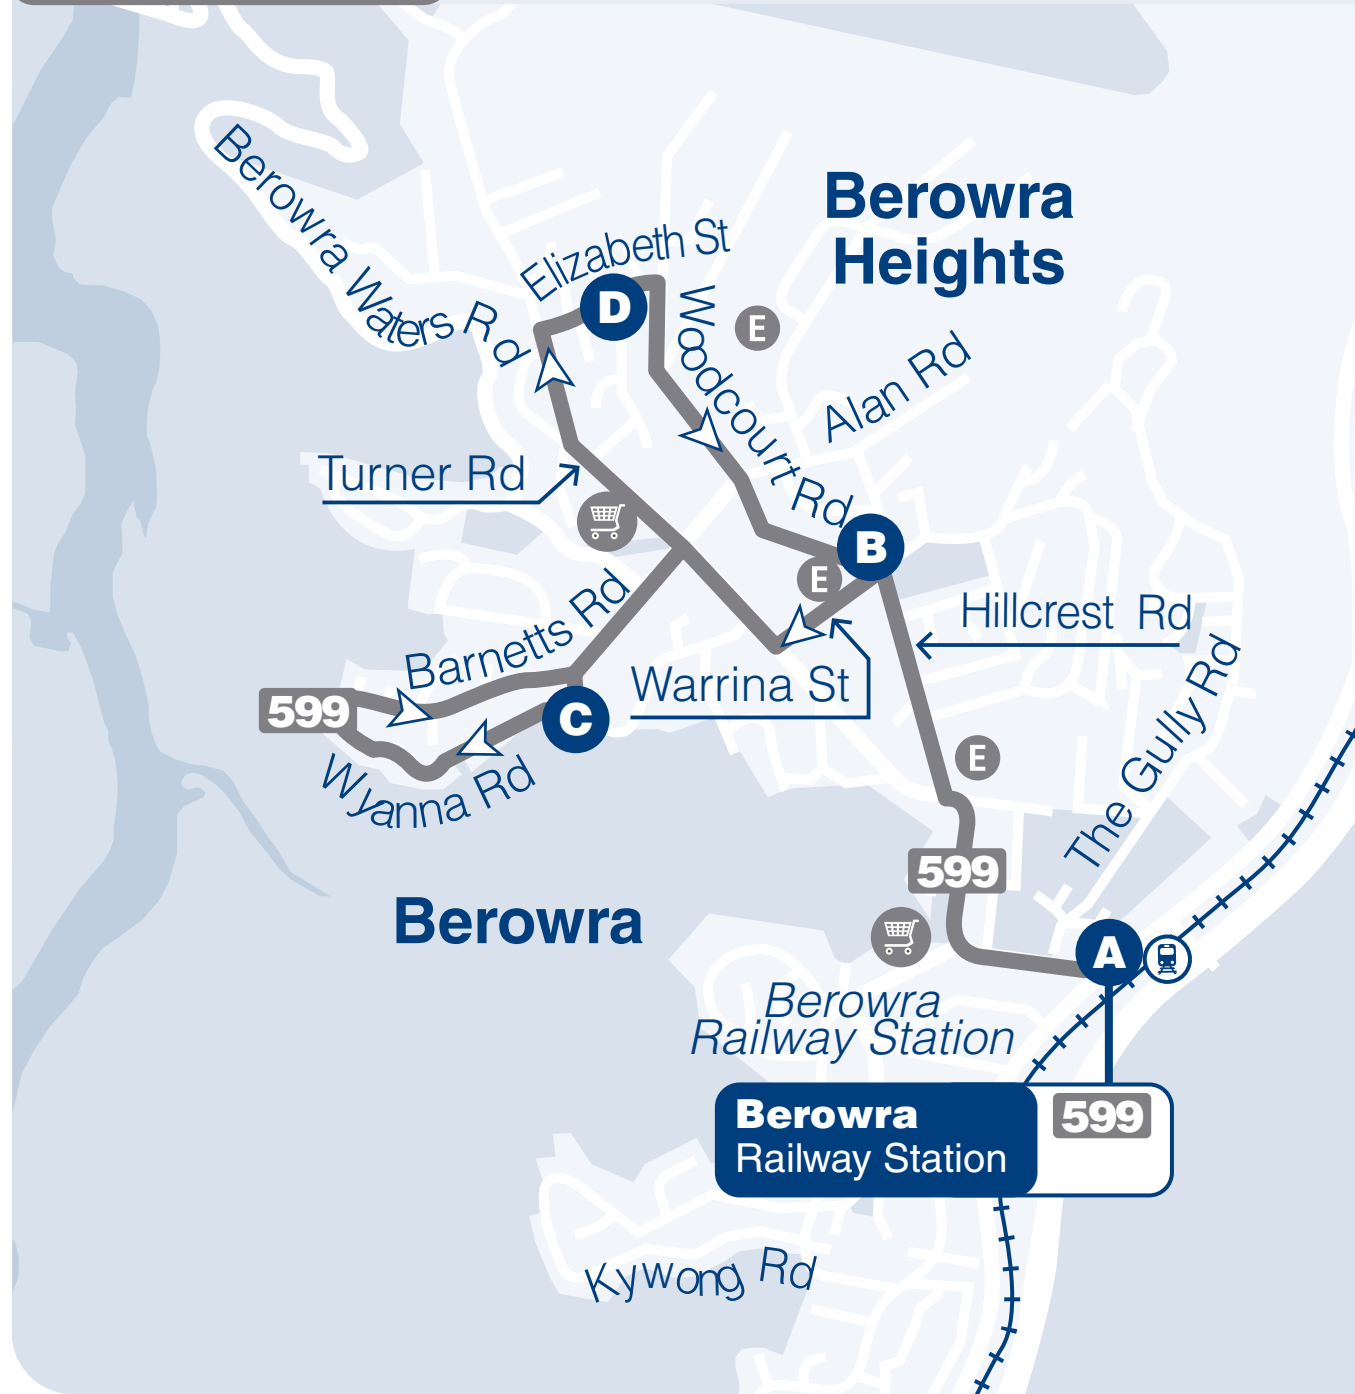 Berowra Waters Rd
Berowra
Heights
Elizabeth St
D
Woodcourt Rd
E
Alan Rd
Turner Rd
B
E
Hillcrest Rd
Barnetts Rd
Warrina St
The Gully Rd
599
C
Wyanna Rd
E
599
Berowra
A
Berowra
Railway Station
Berowra
Railway Station
599
Kywong Rd